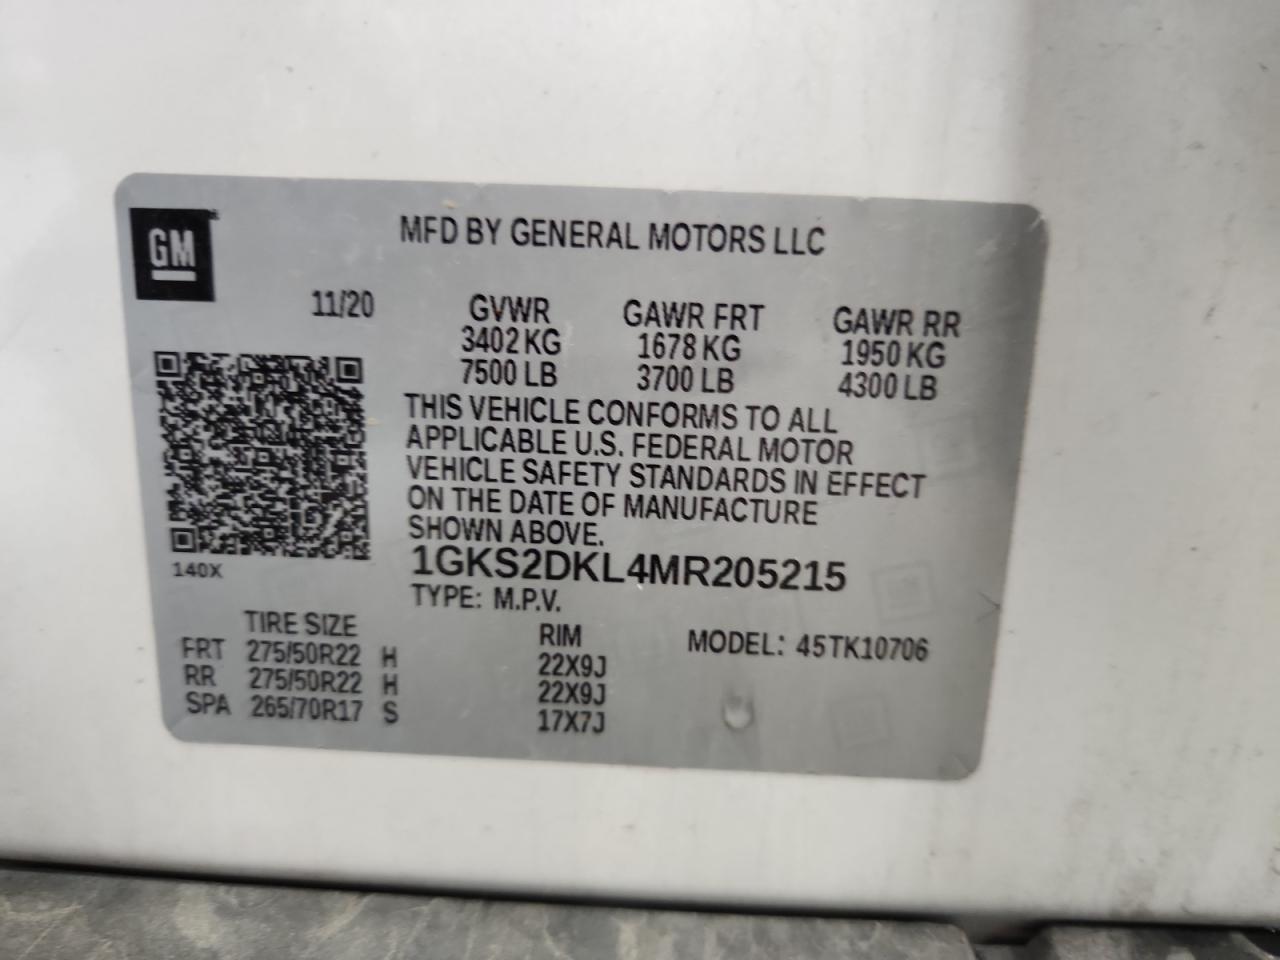 GM
MFD BY GENERAL MOTORS LLC
11/20 GVWR GAWR FRT GAWR RR
3402 KG 1678 KG 1950 KG
7500 LB 3700 LB 4300 LB
THIS VEHICLE CONFORMS TO ALL
APPLICABLE U.S. FEDERAL MOTOR
VEHICLE SAFETY STANDARDS IN EFFECT
ON THE DATE OF MANUFACTURE
SHOWN ABOVE.
140X
1GKS2DKL4MR205215
TYPE: M.P.V.
TIRE SIZE RIM MODEL: 45TK10706
FRT 275/50R22 H 22X9J
RR 275/50R22 H 22X9J
SPA 265/70R17 S 17X7J